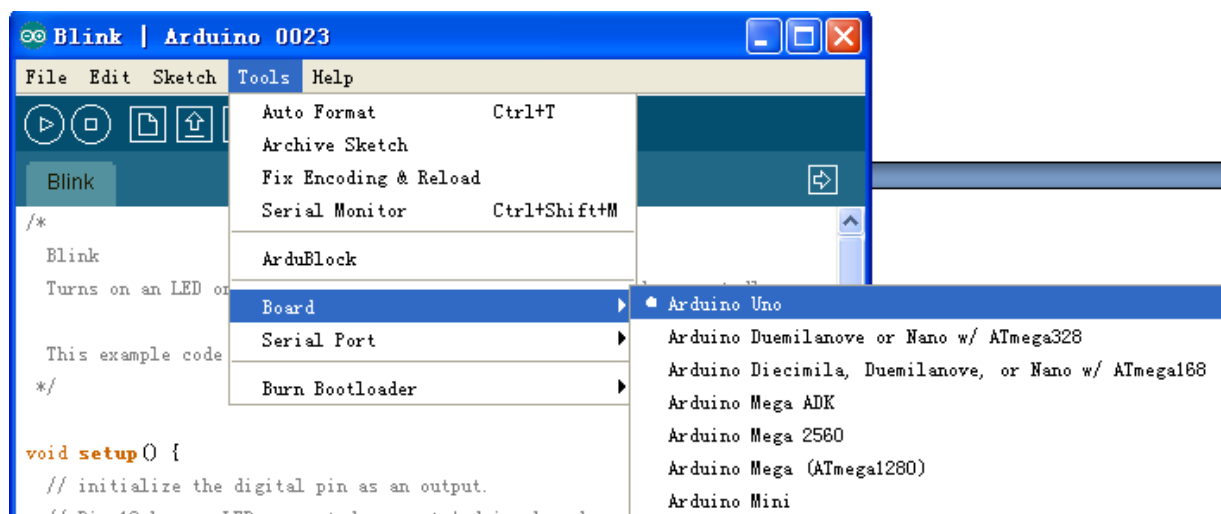 Blink | Arduino 0023
File Edit Sketch Tools Help
Auto Format Ctrl+T
Archive Sketch
Fix Encoding & Reload
Serial Monitor Ctrl+Shift+M
ArduBlock
Board
Serial Port
Burn Bootloader
Arduino Uno
Arduino Duemilanove or Nano w/ ATmega328
Arduino Diecimila, Duemilanove, or Nano w/ ATmega168
Arduino Mega ADK
Arduino Mega 2560
Arduino Mega (ATmega1280)
Arduino Mini
Blink
/*
Blink
Turns on an LED
This example code
*/
void setup() {
// initialize the digital pin as an output.